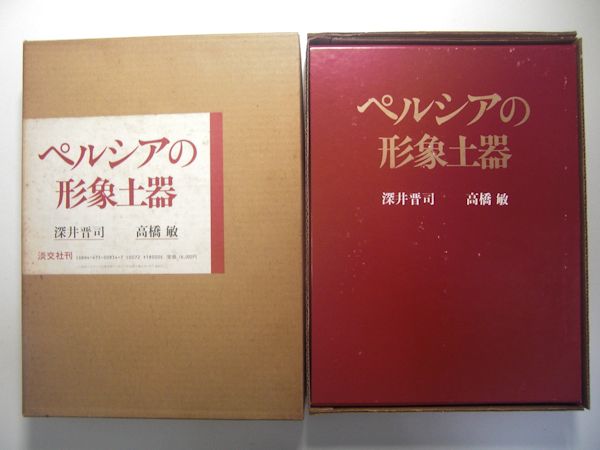 ペルシアの
形象土器
深井晋司 高橋 敏
淡交社刊
ペルシアの
形象土器
深井晋司 高橋 敏